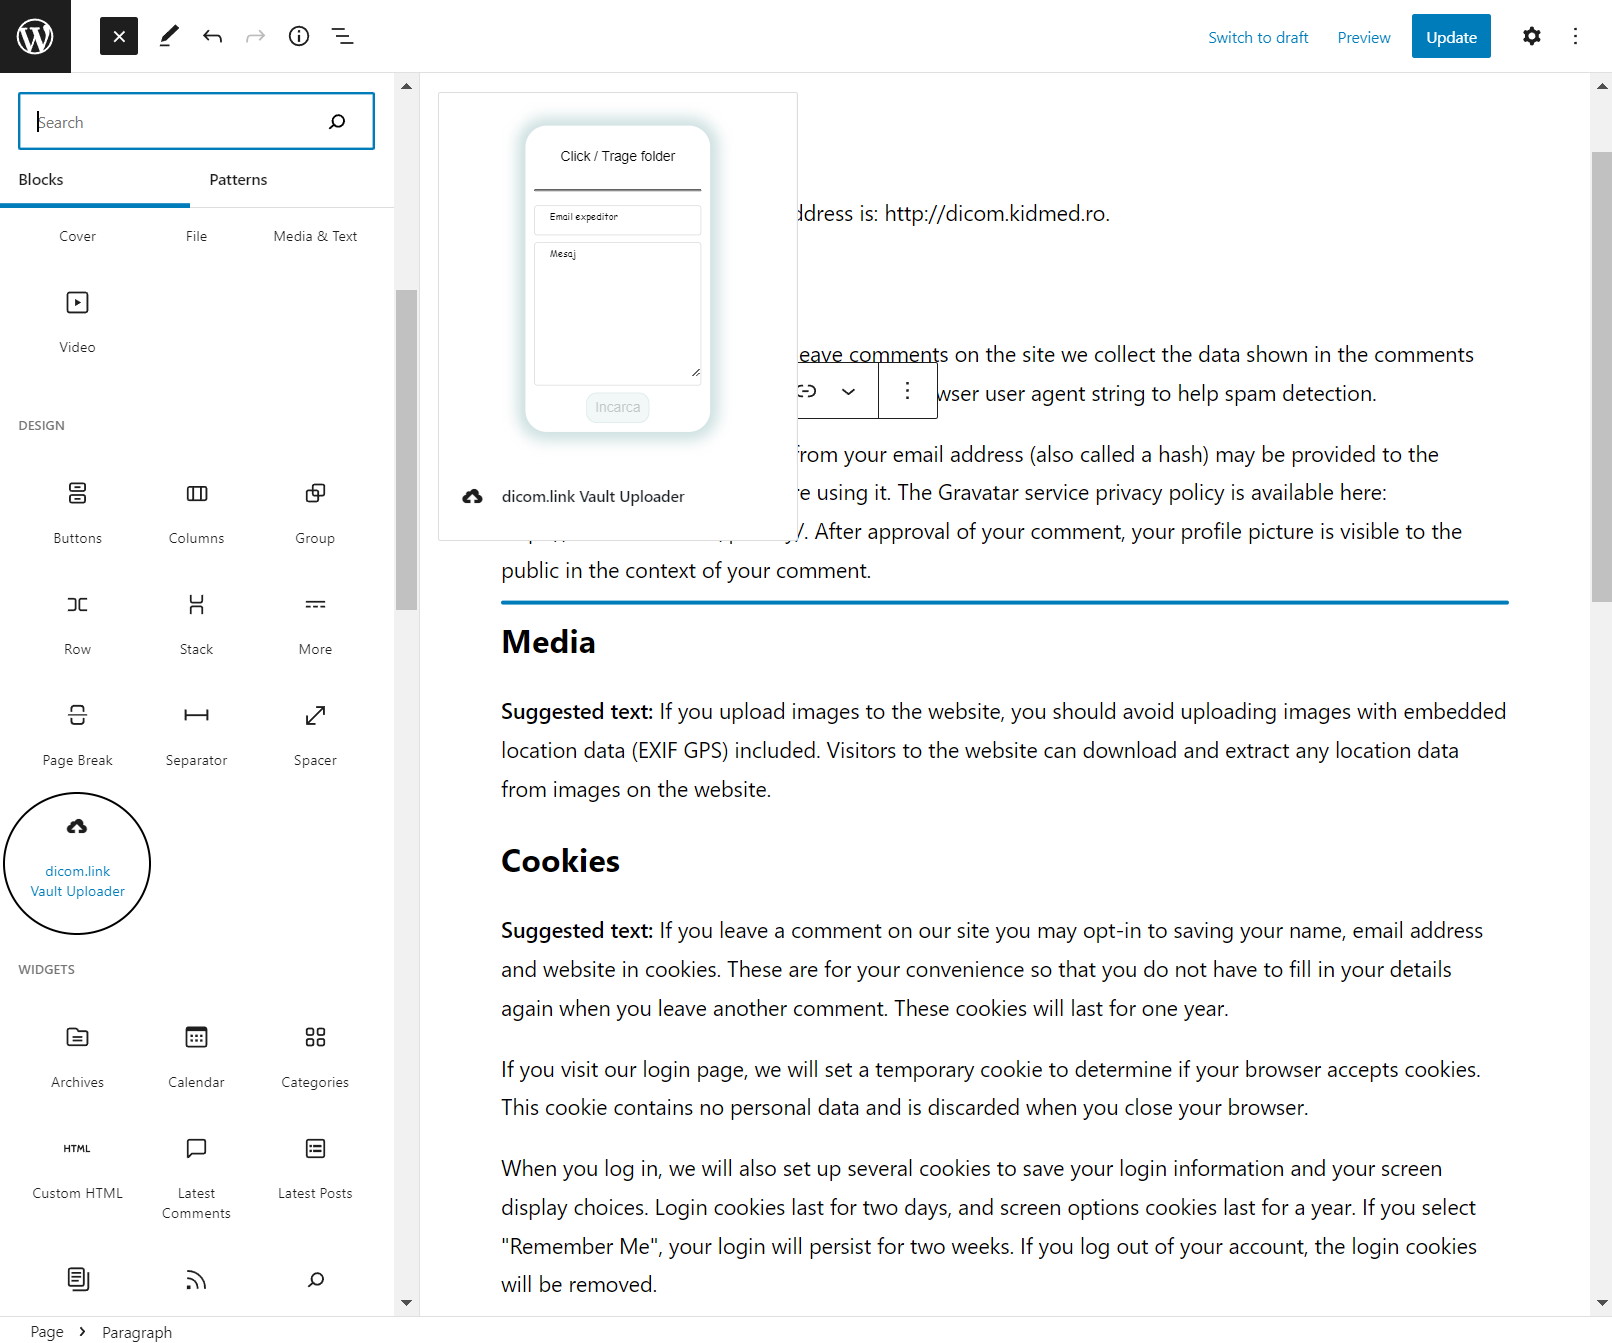 Switch to draft
Preview
Update
Search
Blocks
Patterns
Cover
File
Media & Text
Video
DESIGN
Buttons
Columns
Group
Row
Stack
More
Page Break
Separator
Spacer
dicom.link
Vault Uploader
WIDGETS
Archives
Calendar
Categories
HTML
Custom HTML
Latest
Comments
Latest Posts
Click / Trage folder
Email expeditor
Mesaj
Incarca
dicom.link Vault Uploader
address is: http://dicom.kidmed.ro.
leave comments on the site we collect the data shown in the comments
user agent string to help spam detection.
from your email address (also called a hash) may be provided to the
using it. The Gravatar service privacy policy is available here:
After approval of your comment, your profile picture is visible to the
public in the context of your comment.
Media
Suggested text: If you upload images to the website, you should avoid uploading images with embedded
location data (EXIF GPS) included. Visitors to the website can download and extract any location data
from images on the website.
Cookies
Suggested text: If you leave a comment on our site you may opt-in to saving your name, email address
and website in cookies. These are for your convenience so that you do not have to fill in your details
again when you leave another comment. These cookies will last for one year.
If you visit our login page, we will set a temporary cookie to determine if your browser accepts cookies.
This cookie contains no personal data and is discarded when you close your browser.
When you log in, we will also set up several cookies to save your login information and your screen
display choices. Login cookies last for two days, and screen options cookies last for a year. If you select
"Remember Me", your login will persist for two weeks. If you log out of your account, the login cookies
will be removed.
Page
Paragraph